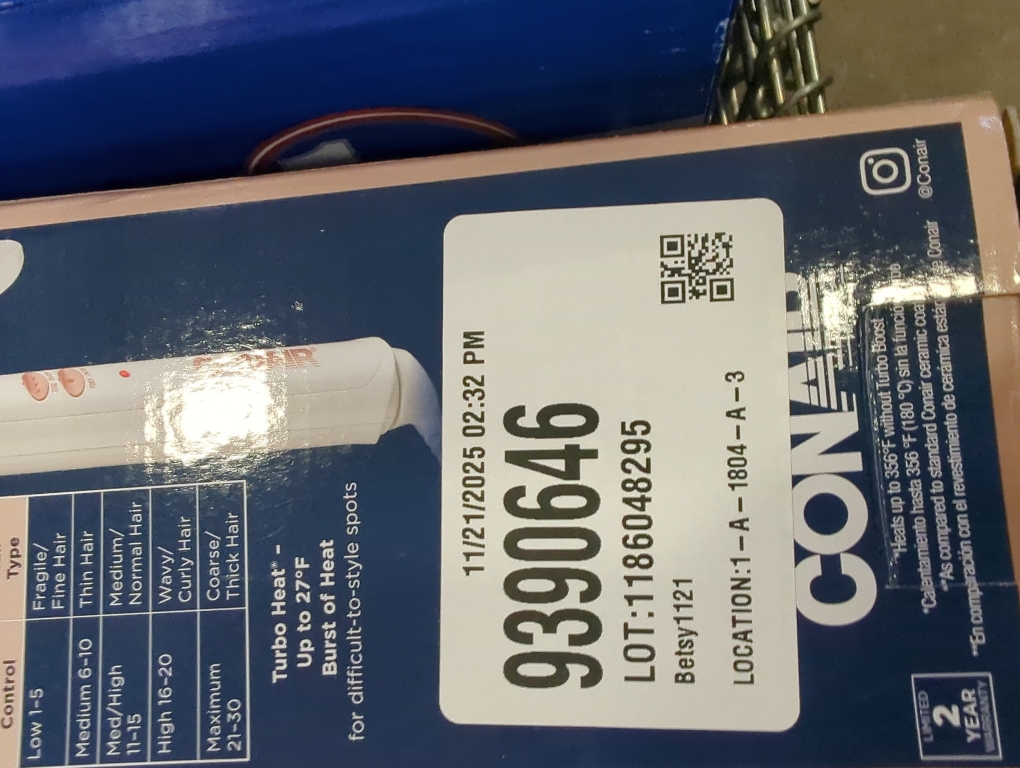 Control Type
Low 1-5 Fragile/
Fine Hair
Medium 6-10 Thin Hair
Med/High
11-15 Medium/
Normal Hair
High 16-20 Wavy/
Curly Hair
Maximum
21-30 Coarse/
Thick Hair
Turbo Heat® –
Up to 27°F
Burst of Heat
for difficult-to-style spots
11/21/2025 02:32 PM
9390646
LOT:1186048295
Betsy1121
LOCATION:1-A-1804-A-3
CONAIR
*Heats up to 356°F without Turbo Boost
*Calentamiento hasta 356 °F (180 °C) sin la
**As compared to standard Conair ceramic
**En comparación con el revestimiento de cerámica Conair
@Conair
LIMITED
2
YEAR
WARRANTY